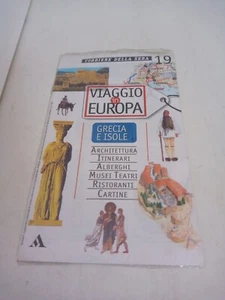 CORRIERE DELLA SERA
19
VIAGGIO
IN
EUROPA
GRECIA
E ISOLE
ARCHITETTURA
ITINERARI
ALBERGHI
MUSEI TEATRI
RISTORANTI
CARTINE